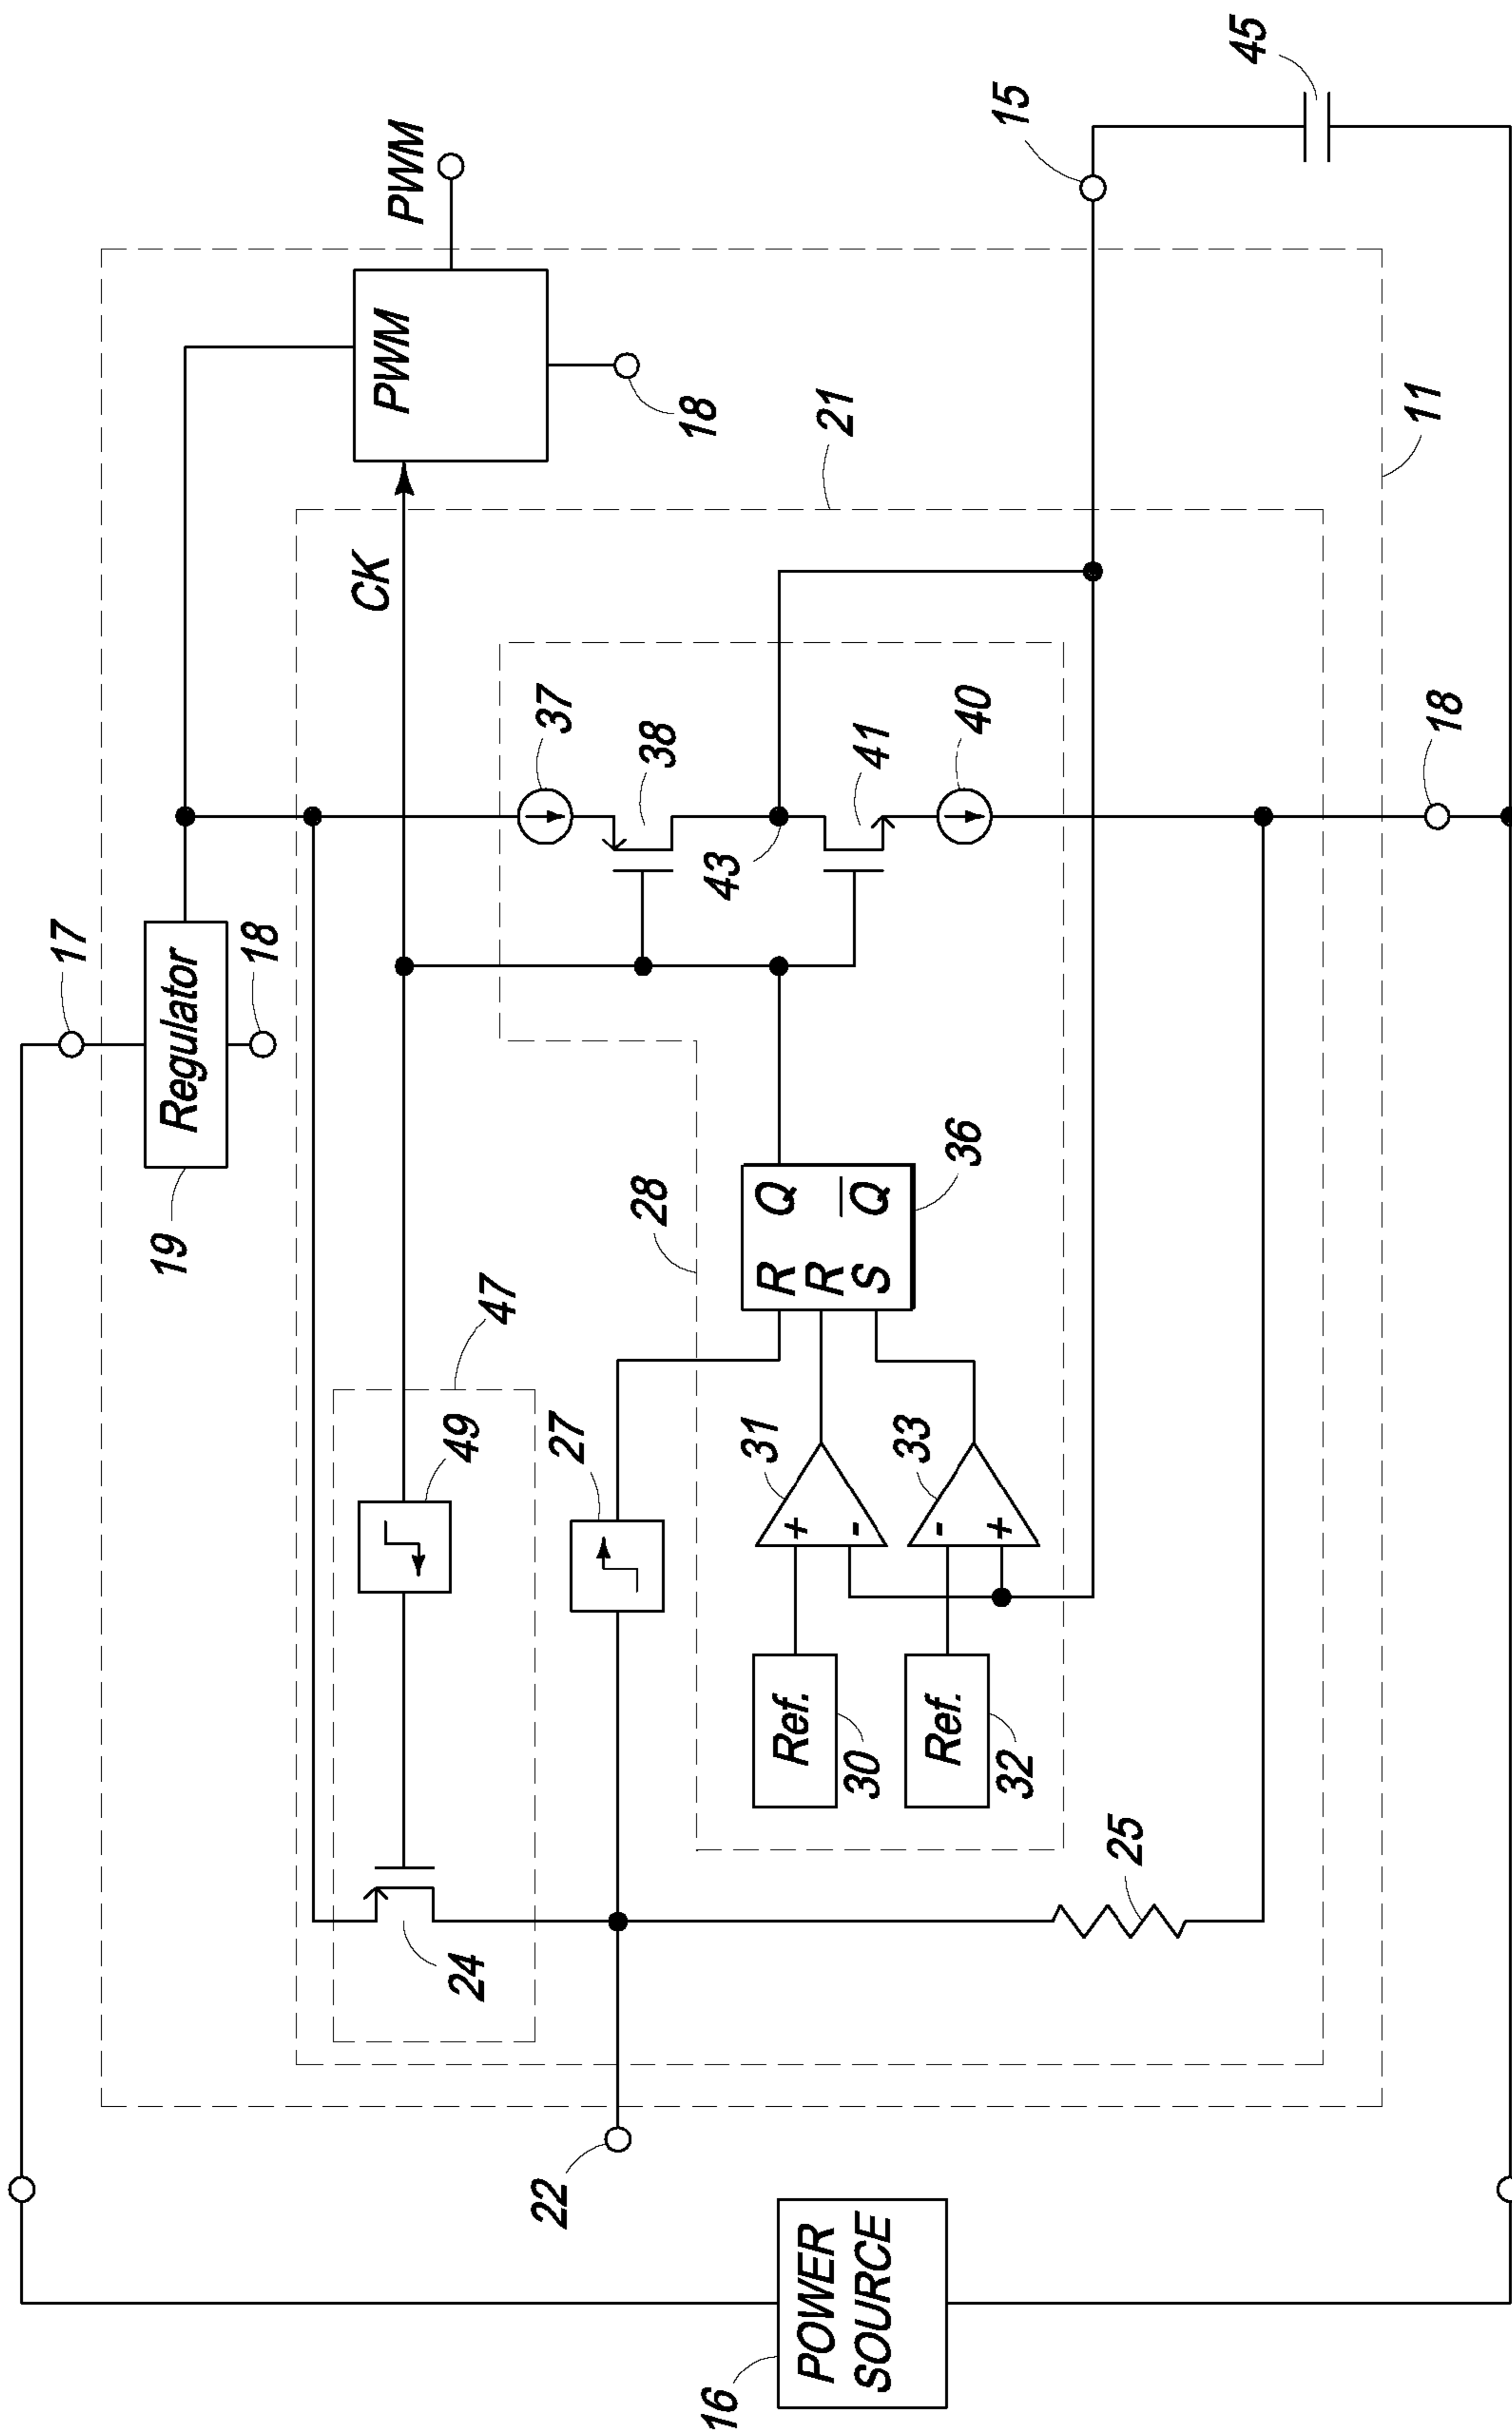 17
Regulator
19
18
PWM
PWM
18
CK
47
49
24
21
37
38
43
41
40
28
27
22
R Q
R
S Q̅
36
31
+
-
33
-
+
Ref.
30
Ref.
32
25
15
45
11
18
POWER
SOURCE
16